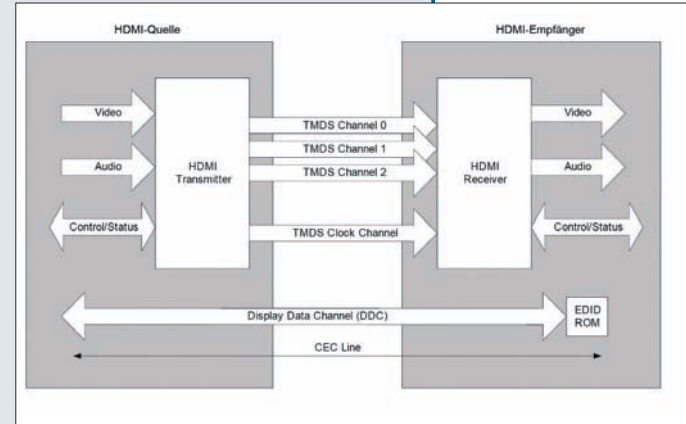 HDMI-Quelle
HDMI-Empfänger
Video
Audio
Control/Status
HDMI
Transmitter
TMDS Channel 0
TMDS Channel 1
TMDS Channel 2
TMDS Clock Channel
HDMI
Receiver
Video
Audio
Control/Status
Display Data Channel (DDC)
EDID
ROM
CEC Line